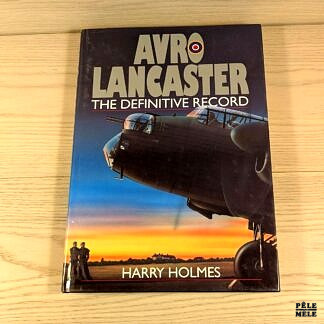 AVRO
LANCASTER
THE DEFINITIVE RECORD
HARRY HOLMES
PÊLE
MÊLE